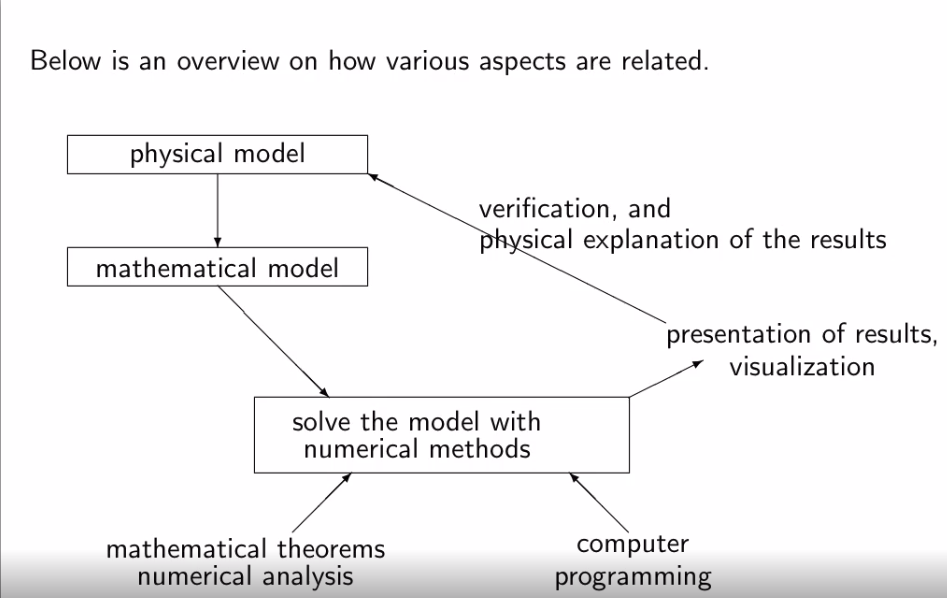 Below is an overview on how various aspects are related.
physical model
verification, and
physical explanation of the results
mathematical model
presentation of results,
visualization
solve the model with
numerical methods
mathematical theorems
numerical analysis
computer
programming